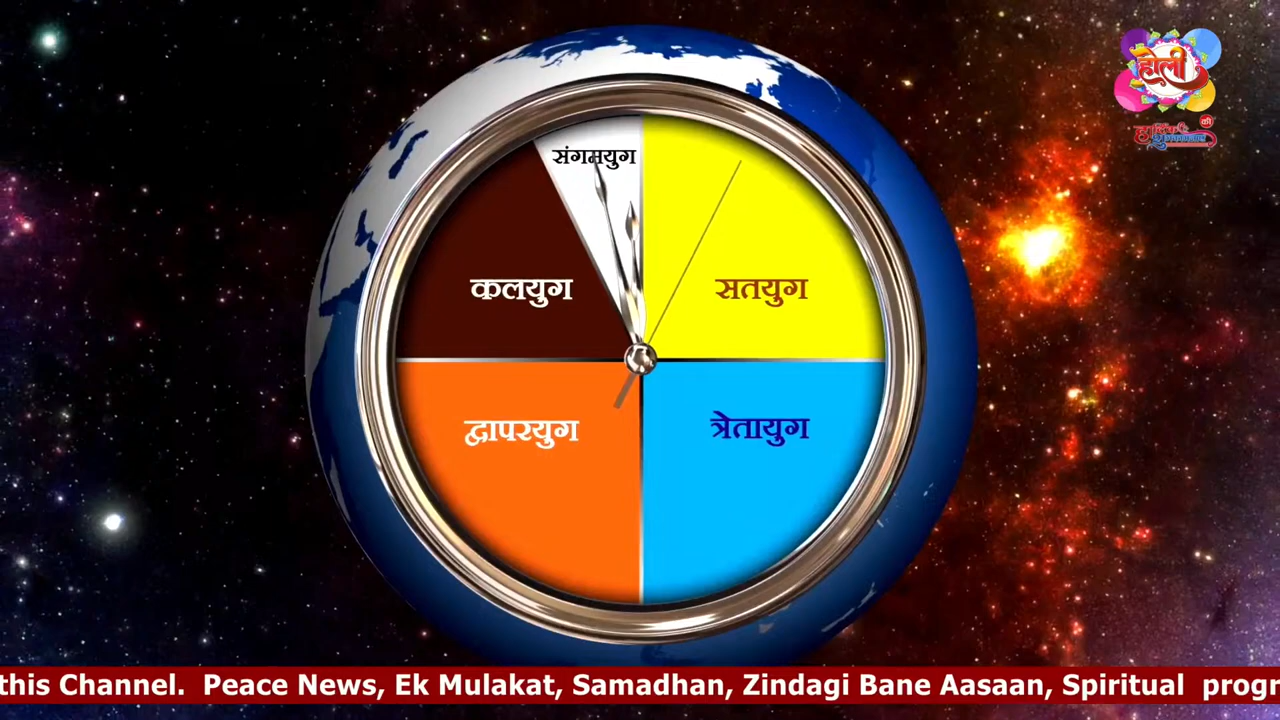 होली
हार्दिक
की
संगमयुग
कलयुग
सतयुग
द्वापरयुग
त्रेतायुग
this Channel.  Peace News, Ek Mulakat, Samadhan, Zindagi Bane Aasaan, Spiritual  progr